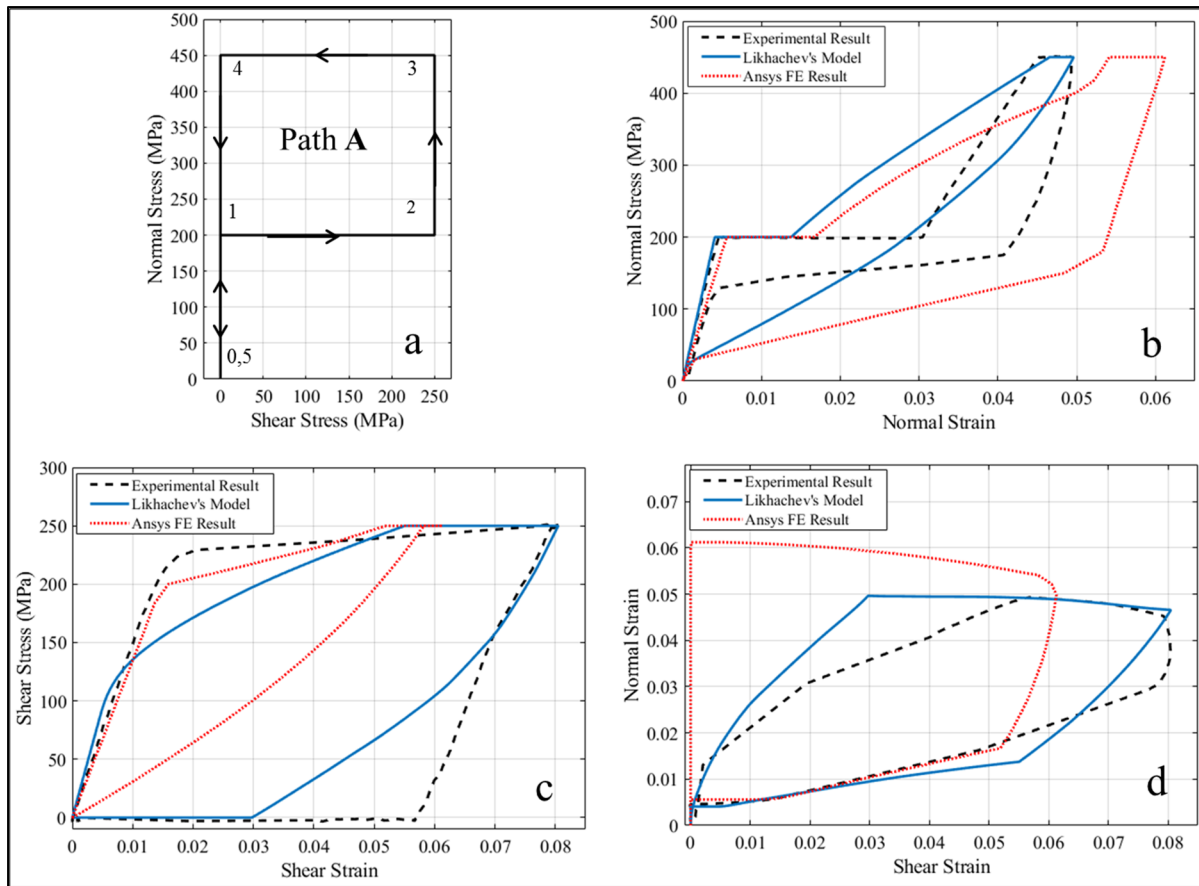 500
450
400
350
300
250
200
150
100
50
0
Normal Stress (MPa)
4
3
Path A
1
2
0,5
a
0 50 100 150 200 250
Shear Stress (MPa)
500
400
300
200
100
0
Normal Stress (MPa)
Experimental Result
Likhachev's Model
Ansys FE Result
b
0 0.01 0.02 0.03 0.04 0.05 0.06
Normal Strain
300
250
200
150
100
50
0
Shear Stress (MPa)
Experimental Result
Likhachev's Model
Ansys FE Result
c
0 0.01 0.02 0.03 0.04 0.05 0.06 0.07 0.08
Shear Strain
0.07
0.06
0.05
0.04
0.03
0.02
0.01
0
Normal Strain
Experimental Result
Likhachev's Model
Ansys FE Result
d
0 0.01 0.02 0.03 0.04 0.05 0.06 0.07 0.08
Shear Strain